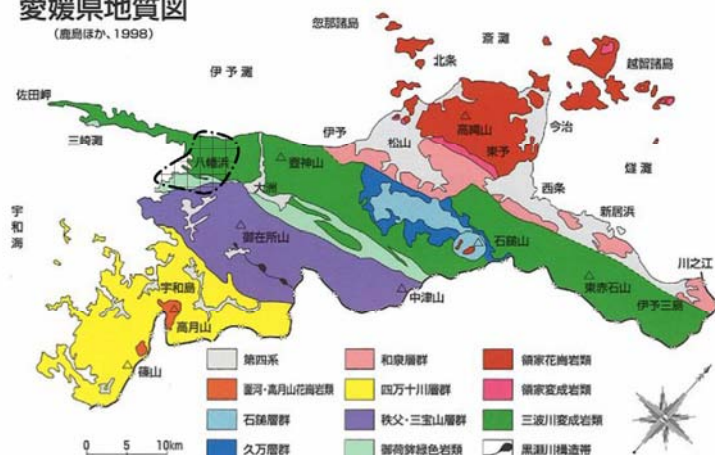 愛媛県地質図
(鹿島ほか、1998)
忽那諸島
斎灘
北条
越智諸島
伊予灘
佐田岬
高縄山
今治
伊予
松山
東予
三崎灘
八幡浜
壺神山
燧灘
大洲
西条
新居浜
宇和海
御在所山
石鎚山
川之江
東赤石山
宇和島
中津山
伊予三島
高月山
篠山
第四系
和泉層群
領家花崗岩類
高月山花崗岩類
四万十川層群
領家変成岩類
石鎚層群
秩父・三宝山層群
三波川変成岩類
久万層群
御荷鉾緑色岩類
黒瀬川構造帯
0 5 10km